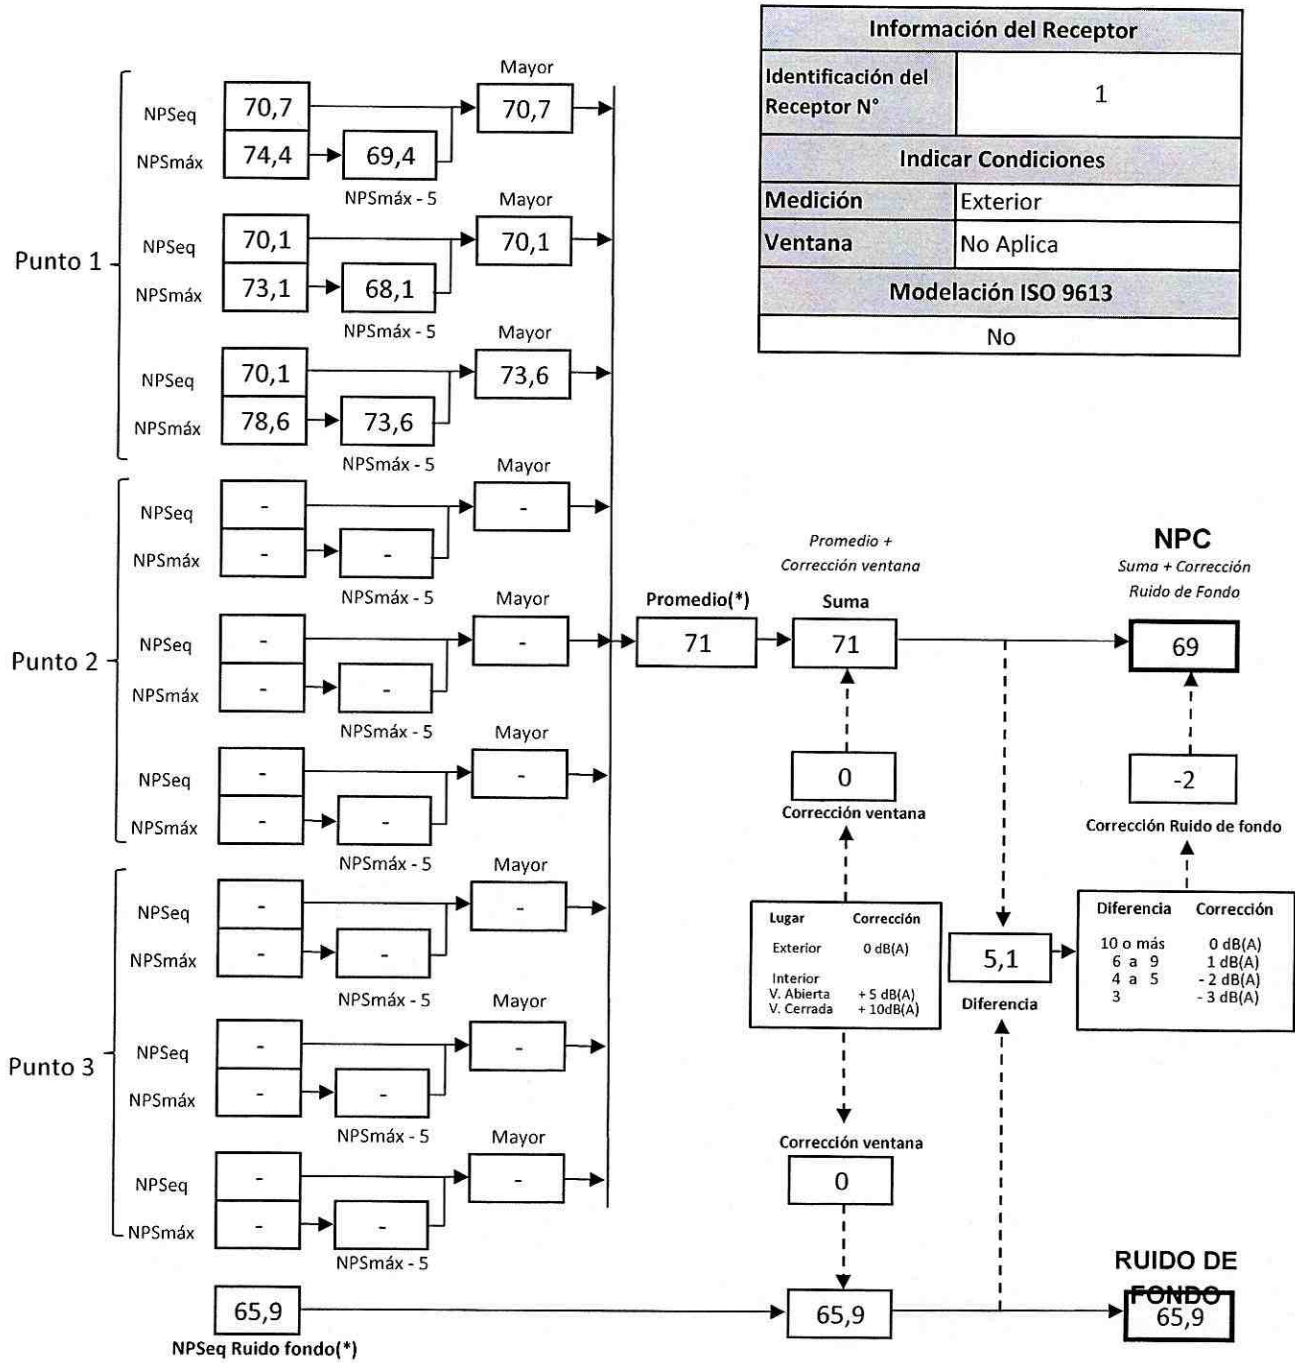 Información del Receptor
Identificación del
Receptor N°
1
Indicar Condiciones
Medición Exterior
Ventana No Aplica
Modelación ISO 9613
No
Punto 1
Mayor
NPSeq 70,7 70,7
NPSmáx 74,4 69,4
NPSmáx - 5
Mayor
NPSeq 70,1 70,1
NPSmáx 73,1 68,1
NPSmáx - 5
Mayor
NPSeq 70,1 73,6
NPSmáx 78,6 73,6
NPSmáx - 5
Punto 2
Mayor
NPSeq - -
NPSmáx - -
NPSmáx - 5
Mayor
NPSeq - -
NPSmáx - -
NPSmáx - 5
Mayor
NPSeq - -
NPSmáx - -
NPSmáx - 5
Punto 3
Mayor
NPSeq - -
NPSmáx - -
NPSmáx - 5
Mayor
NPSeq - -
NPSmáx - -
NPSmáx - 5
Mayor
NPSeq - -
NPSmáx - -
NPSmáx - 5
65,9
NPSeq Ruido fondo(*)
Promedio(*)
71
Promedio +
Corrección ventana
Suma
71
0
Corrección ventana
Lugar Corrección
Exterior 0 dB(A)
Interior
V. Abierta + 5 dB(A)
V. Cerrada + 10dB(A)
Corrección ventana
0
65,9
5,1
Diferencia
NPC
Suma + Corrección
Ruido de Fondo
69
-2
Corrección Ruido de fondo
Diferencia Corrección
10 o más 0 dB(A)
6 a 9 1 dB(A)
4 a 5 - 2 dB(A)
3 - 3 dB(A)
RUIDO DE
FONDO
65,9